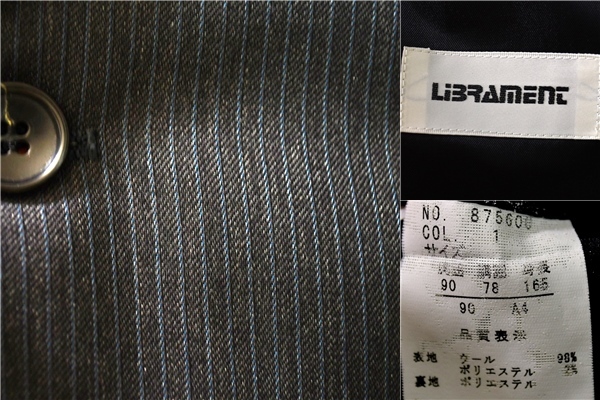 LiBRAMENT
NO. 875600
COL. 1
サイズ
胸囲 胴囲 身長
90 78 165
90 A4
品質表示
表地 ウール 98%
ポリエステル 2%
裏地 ポリエステル